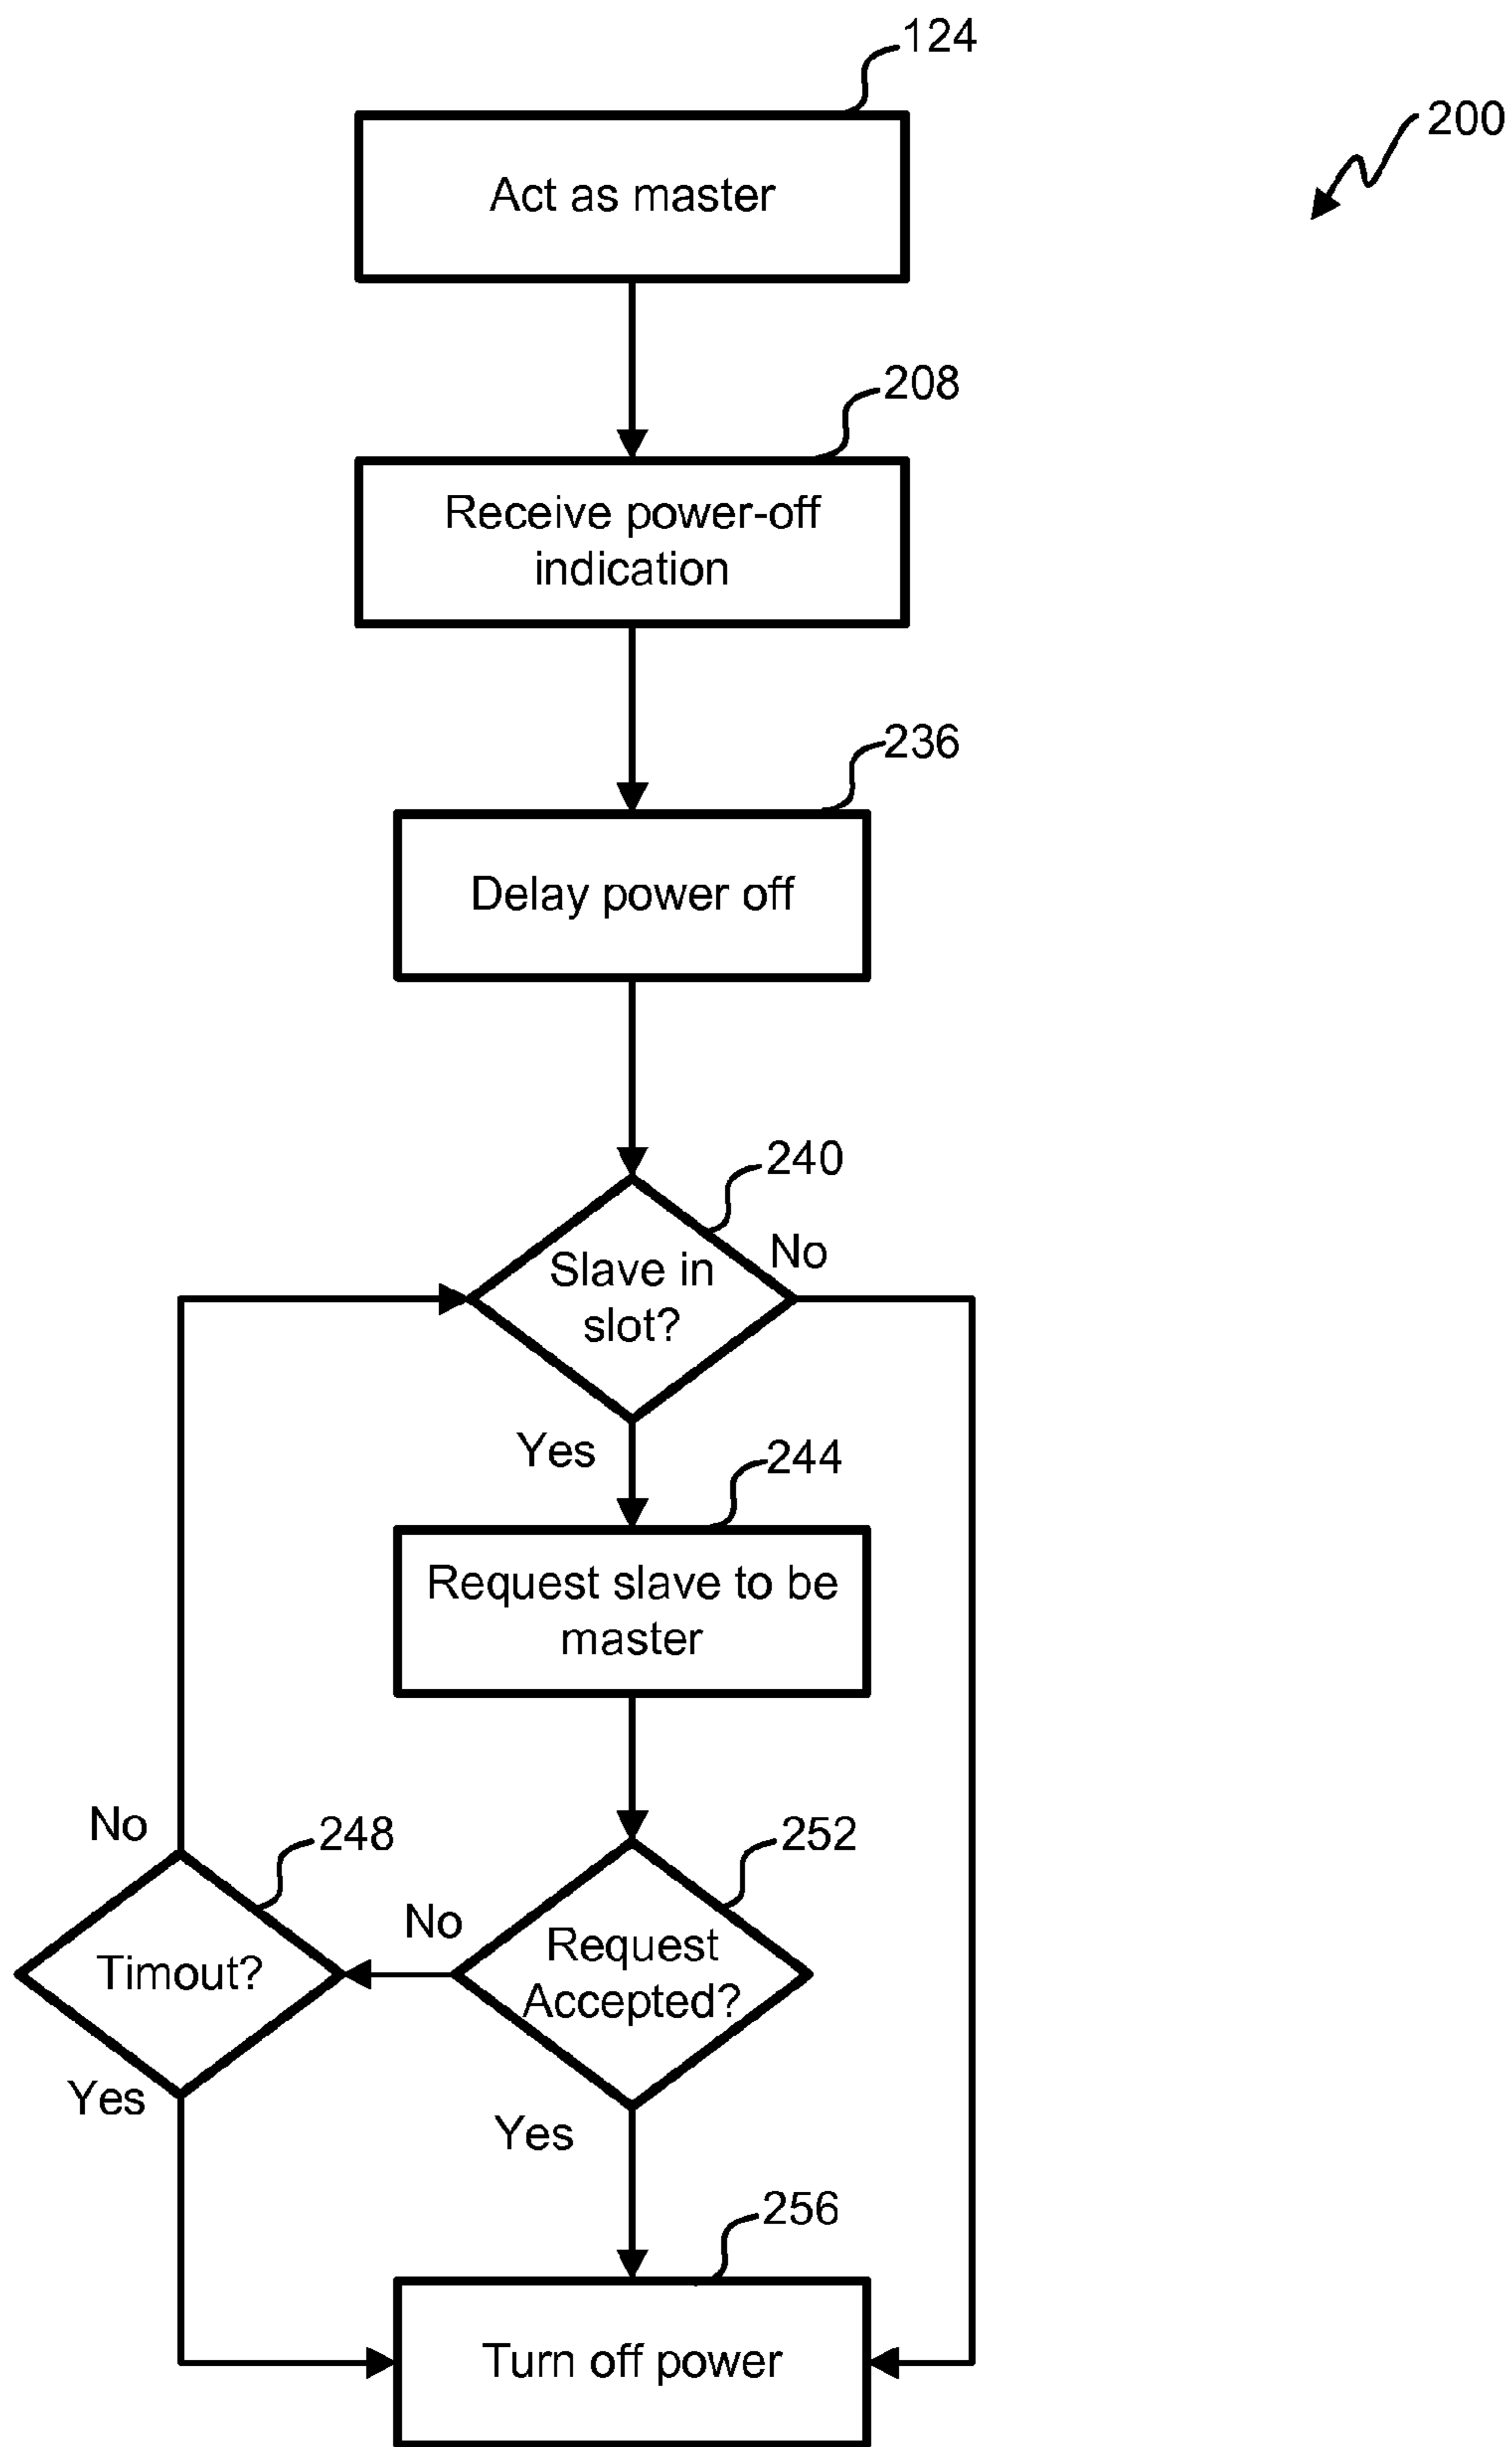 124
200
Act as master
208
Receive power-off
indication
236
Delay power off
240
No
Slave in
slot?
Yes
244
Request slave to be
master
No
248
252
No
Timout?
Request
Accepted?
Yes
Yes
256
Turn off power